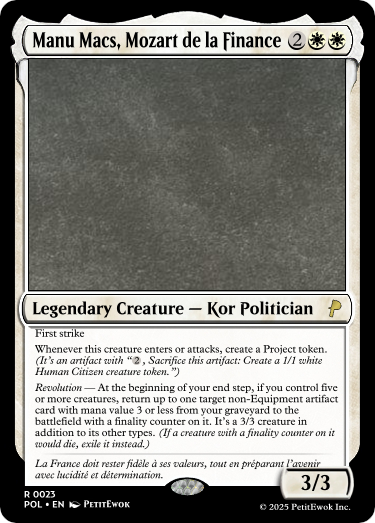 Manu Macs, Mozart de la Finance 2
Legendary Creature — Kor Politician
First strike
Whenever this creature enters or attacks, create a Project token.
(It's an artifact with “2, Sacrifice this artifact: Create a 1/1 white
Human Citizen creature token.”)
Revolution — At the beginning of your end step, if you control five
or more creatures, return up to one target non-Equipment artifact
card with mana value 3 or less from your graveyard to the
battlefield with a finality counter on it. It's a 3/3 creature in
addition to its other types. (If a creature with a finality counter on it
would die, exile it instead.)
La France doit rester fidèle à ses valeurs, tout en préparant l'avenir
avec lucidité et détermination.
3/3
R 0023
POL • EN PetitEwok
© 2025 PetitEwok Inc.